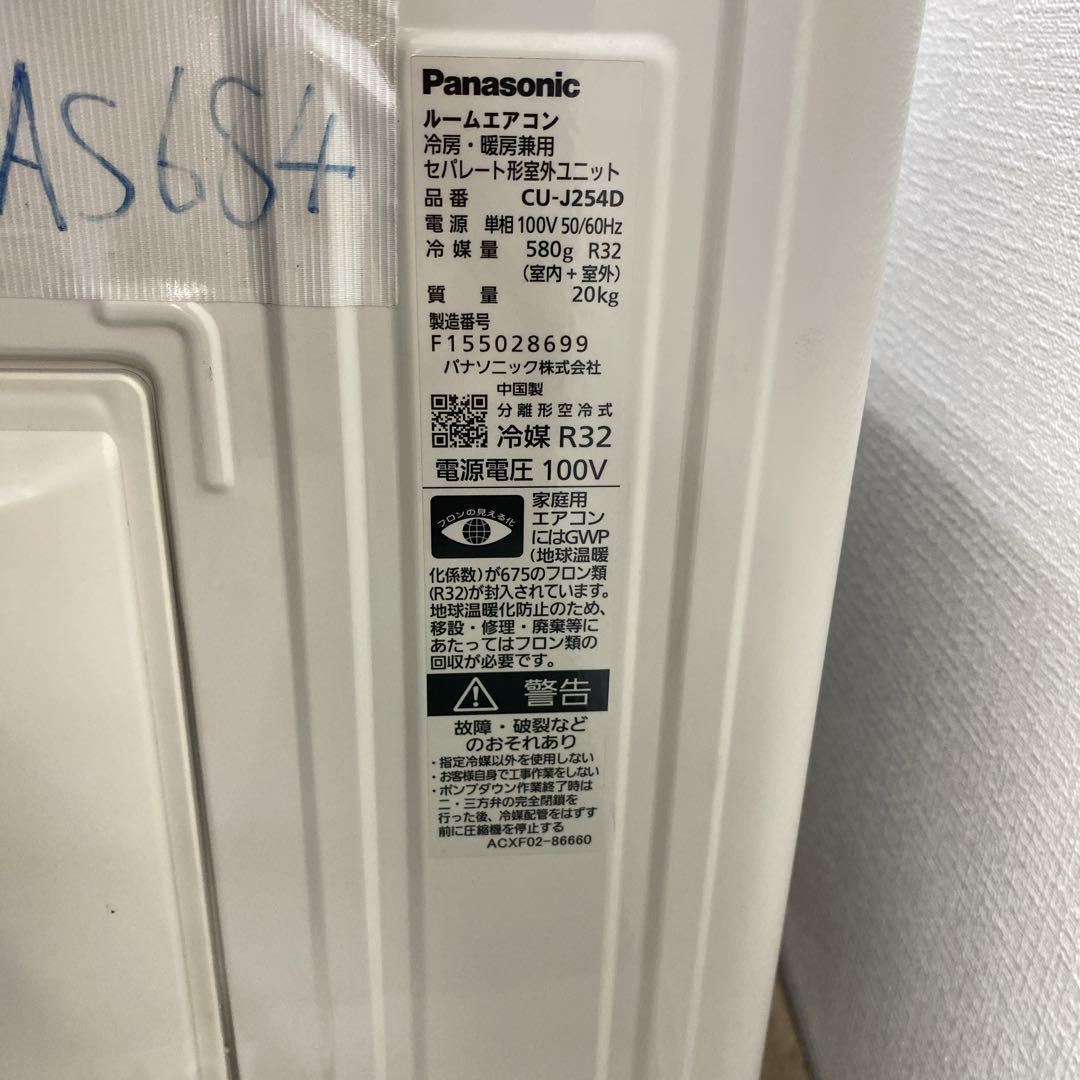 AS684
Panasonic
ルームエアコン
冷房・暖房兼用
セパレート形室外ユニット
品番 CU-J254D
電源 単相100V 50/60Hz
冷媒量 580g R32
(室内+室外)
質量 20kg
製造番号
F155028699
パナソニック株式会社
中国製
分離形空冷式
冷媒 R32
電源電圧 100V
フロンの見える化
家庭用
エアコン
にはGWP
(地球温暖
化係数)が675のフロン類
(R32)が封入されています。
地球温暖化防止のため、
移設・修理・廃棄等に
あたってはフロン類の
回収が必要です。
警告
故障・破裂など
のおそれあり
・指定冷媒以外を使用しない
・お客様自身で工事作業をしない
・ポンプダウン作業終了時は
二・三方弁の完全閉鎖を
行った後、冷媒配管をはずす
前に圧縮機を停止する
ACXF02-86660